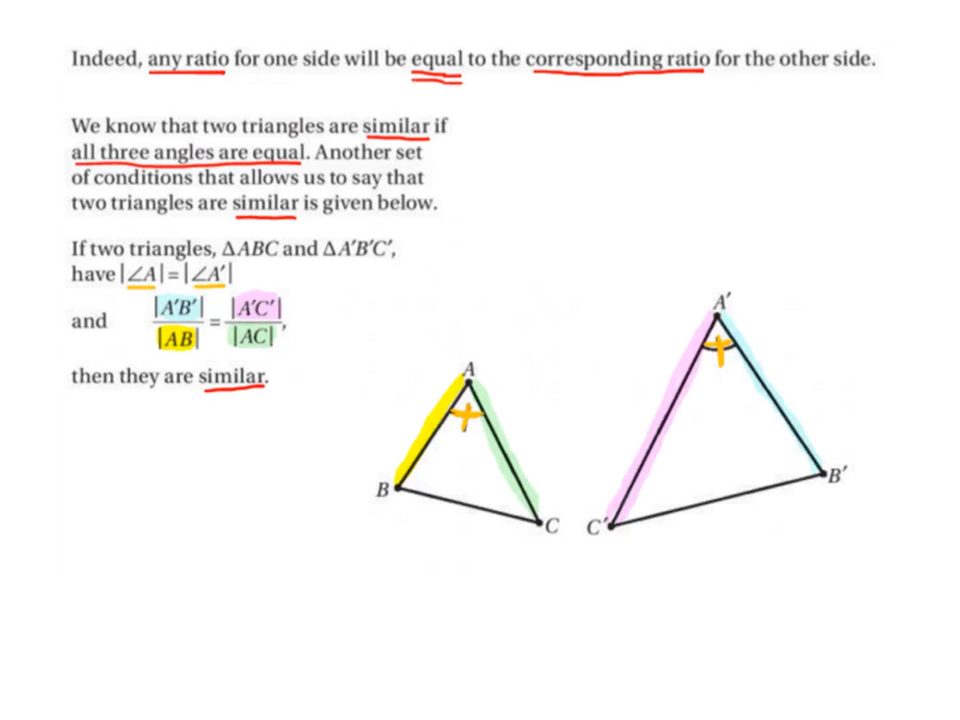 Indeed, any ratio for one side will be equal to the corresponding ratio for the other side.
We know that two triangles are similar if
all three angles are equal. Another set
of conditions that allows us to say that
two triangles are similar is given below.
If two triangles, ΔABC and ΔA′B′C′,
have |∠A| = |∠A′|
and |A′B′| / |AB| = |A′C′| / |AC|,
then they are similar.
A
B
C
A′
B′
C′